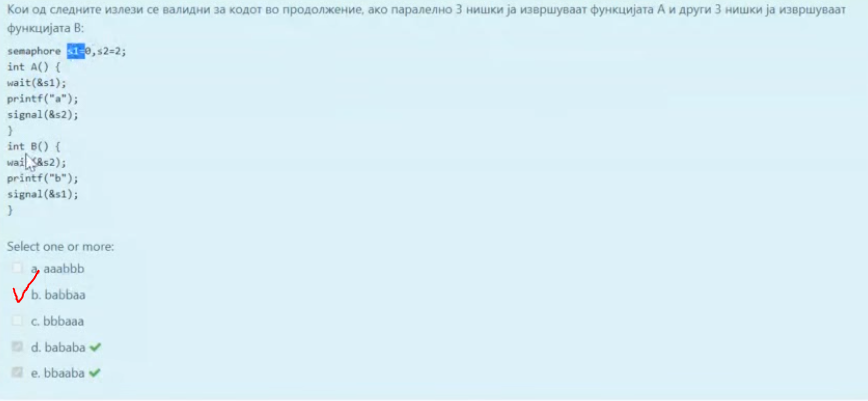 Кои од следните излези се валидни за кодот во продолжение, ако паралелно 3 нишки ја извршуваат функцијата А и други 3 нишки ја извршуваат
функцијата В:
semaphore s1=0,s2=2;
int A() {
wait(&s1);
printf("a");
signal(&s2);
}
int B() {
wait(&s2);
printf("b");
signal(&s1);
}
Select one or more:
a. aaabbb
b. babbaa
c. bbbaaa
d. bababa
e. bbaaba